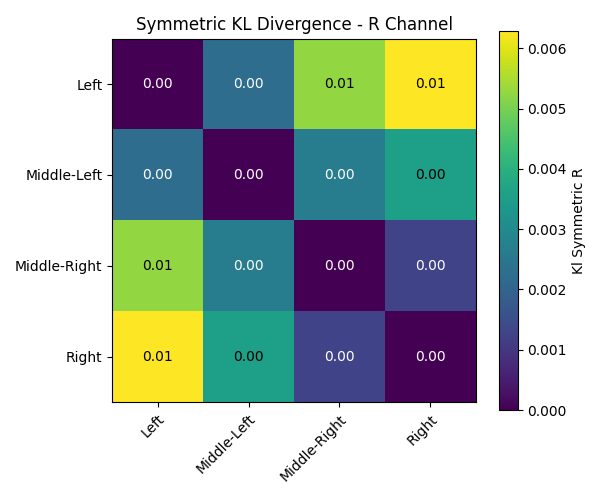 Symmetric KL Divergence - R Channel
Left
0.00 0.00 0.01 0.01
Middle-Left
0.00 0.00 0.00 0.00
Middle-Right
0.01 0.00 0.00 0.00
Right
0.01 0.00 0.00 0.00
Left
Middle-Left
Middle-Right
Right
0.006
0.005
0.004
0.003
0.002
0.001
0.000
Kl Symmetric R